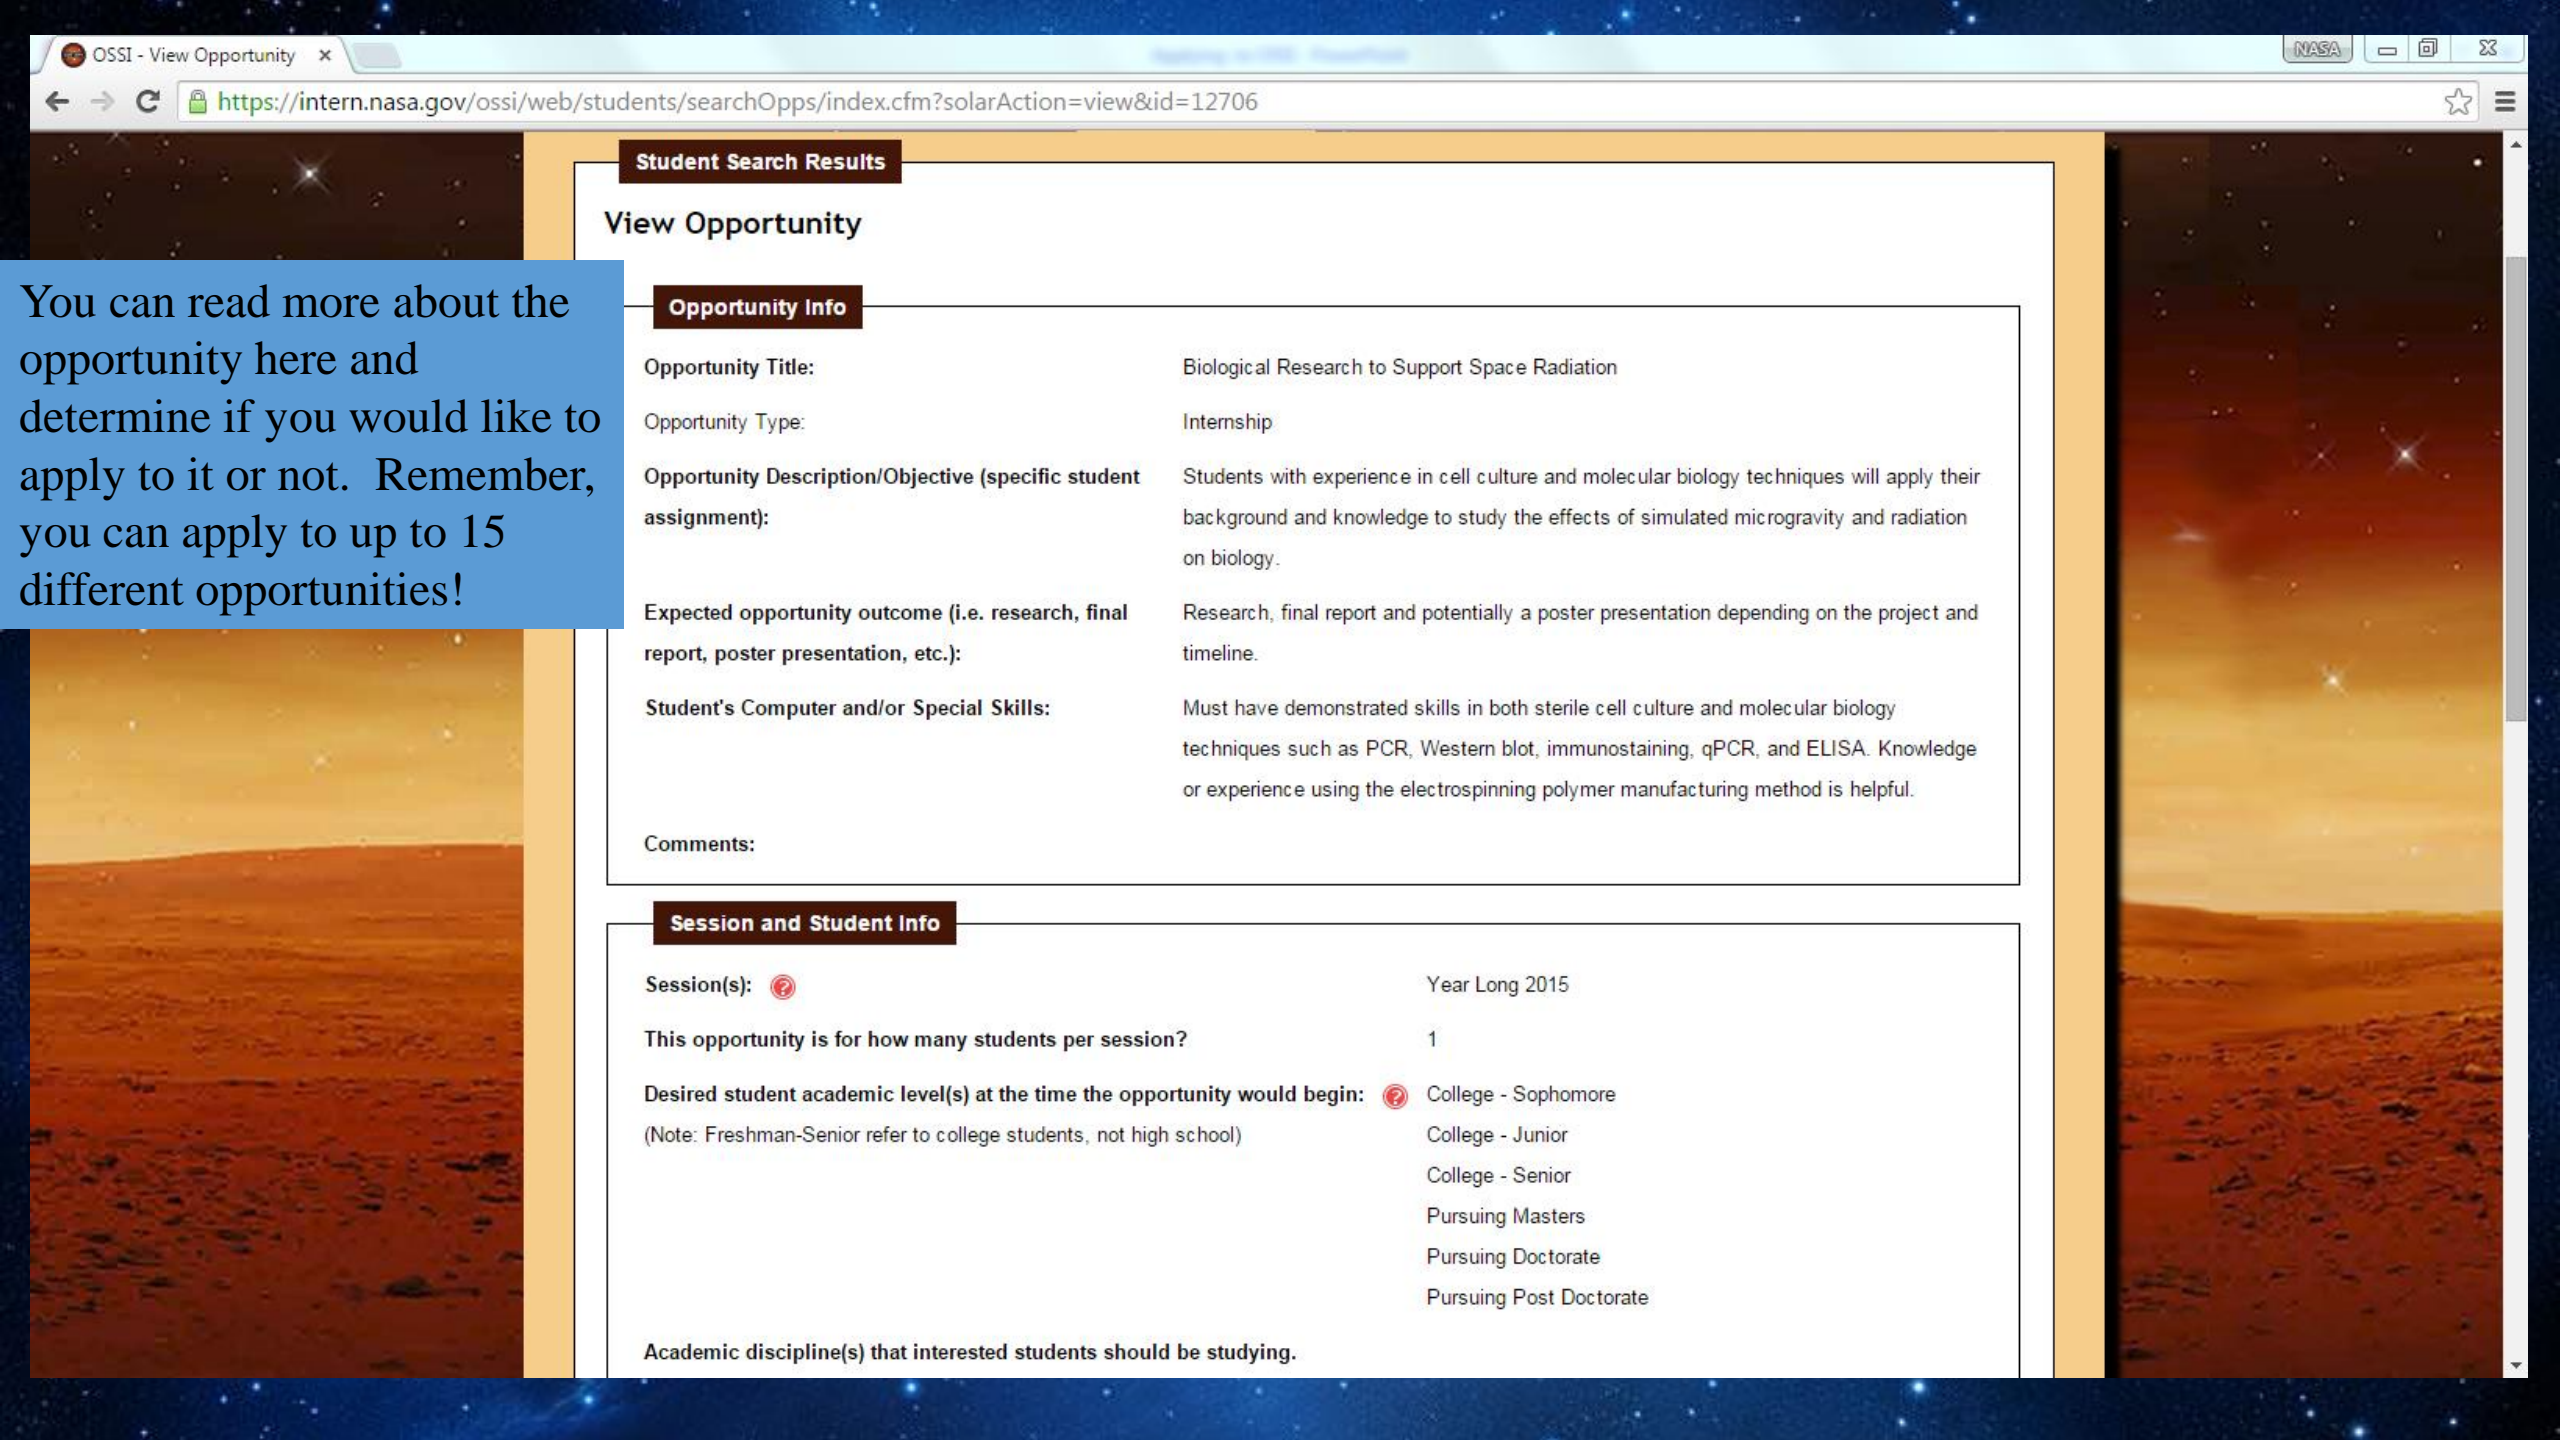 OSSI - View Opportunity
NASA
https://intern.nasa.gov/ossi/web/students/searchOpps/index.cfm?solarAction=view&id=12706
Student Search Results
View Opportunity
You can read more about the
opportunity here and
determine if you would like to
apply to it or not.  Remember,
you can apply to up to 15
different opportunities!
Opportunity Info
Opportunity Title: Biological Research to Support Space Radiation
Opportunity Type: Internship
Opportunity Description/Objective (specific student
assignment):
Students with experience in cell culture and molecular biology techniques will apply their
background and knowledge to study the effects of simulated microgravity and radiation
on biology.
Expected opportunity outcome (i.e. research, final
report, poster presentation, etc.):
Research, final report and potentially a poster presentation depending on the project and
timeline.
Student's Computer and/or Special Skills:
Must have demonstrated skills in both sterile cell culture and molecular biology
techniques such as PCR, Western blot, immunostaining, qPCR, and ELISA. Knowledge
or experience using the electrospinning polymer manufacturing method is helpful.
Comments:
Session and Student Info
Session(s): ? Year Long 2015
This opportunity is for how many students per session? 1
Desired student academic level(s) at the time the opportunity would begin: ?
(Note: Freshman-Senior refer to college students, not high school)
College - Sophomore
College - Junior
College - Senior
Pursuing Masters
Pursuing Doctorate
Pursuing Post Doctorate
Academic discipline(s) that interested students should be studying.